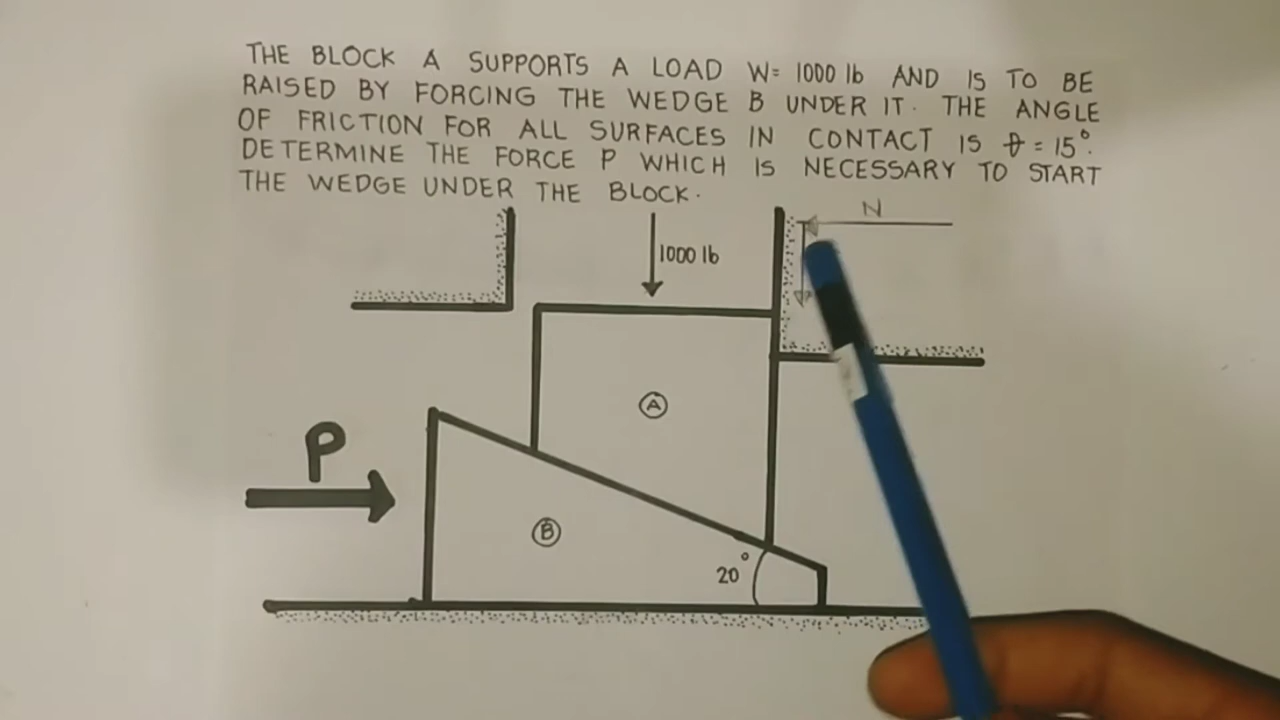 THE BLOCK A SUPPORTS A LOAD W= 1000 lb AND IS TO BE
RAISED BY FORCING THE WEDGE B UNDER IT. THE ANGLE
OF FRICTION FOR ALL SURFACES IN CONTACT IS θ = 15°.
DETERMINE THE FORCE P WHICH IS NECESSARY TO START
THE WEDGE UNDER THE BLOCK.
N
1000 lb
A
P
B
20°